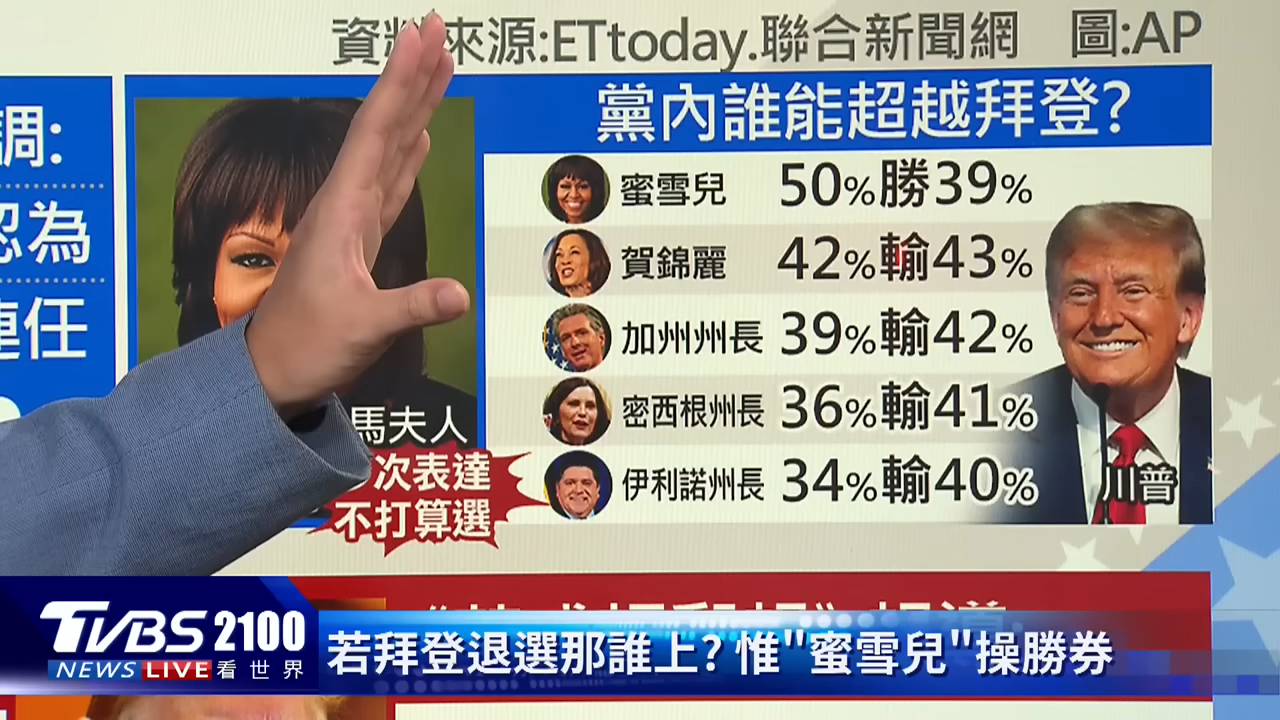 資料來源:ETtoday.聯合新聞網 圖:AP
調:
認為
連任
黨內誰能超越拜登?
蜜雪兒 50%勝39%
賀錦麗 42%輸43%
加州州長 39%輸42%
密西根州長 36%輸41%
伊利諾州長 34%輸40%
川普
馬夫人
次表達
不打算選
TVBS 2100
NEWS LIVE 看世界
若拜登退選那誰上? 惟"蜜雪兒"操勝券